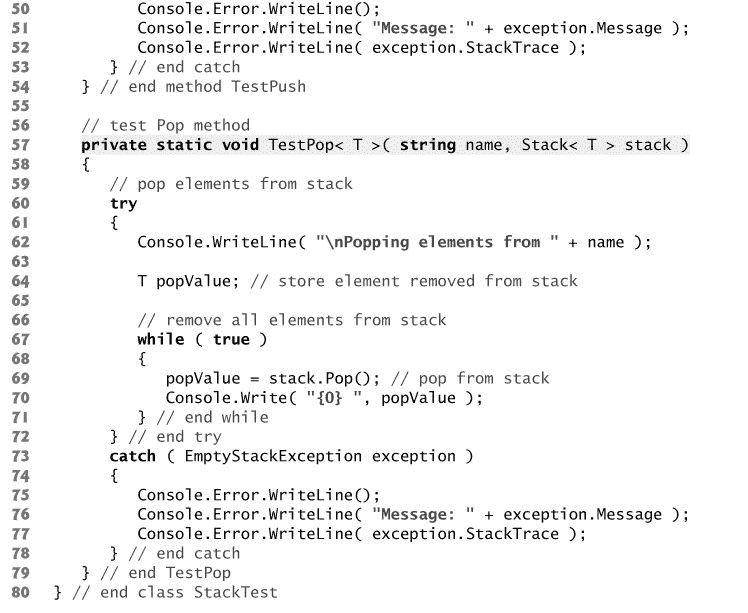 50 Console.Error.WriteLine();
51 Console.Error.WriteLine( "Message: " + exception.Message );
52 Console.Error.WriteLine( exception.StackTrace );
53 } // end catch
54 } // end method TestPush
55
56 // test Pop method
57 private static void TestPop< T >( string name, Stack< T > stack )
58 {
59 // pop elements from stack
60 try
61 {
62 Console.WriteLine( "\nPopping elements from " + name );
63
64 T popValue; // store element removed from stack
65
66 // remove all elements from stack
67 while ( true )
68 {
69 popValue = stack.Pop(); // pop from stack
70 Console.Write( "{0} ", popValue );
71 } // end while
72 } // end try
73 catch ( EmptyStackException exception )
74 {
75 Console.Error.WriteLine();
76 Console.Error.WriteLine( "Message: " + exception.Message );
77 Console.Error.WriteLine( exception.StackTrace );
78 } // end catch
79 } // end TestPop
80 } // end class StackTest